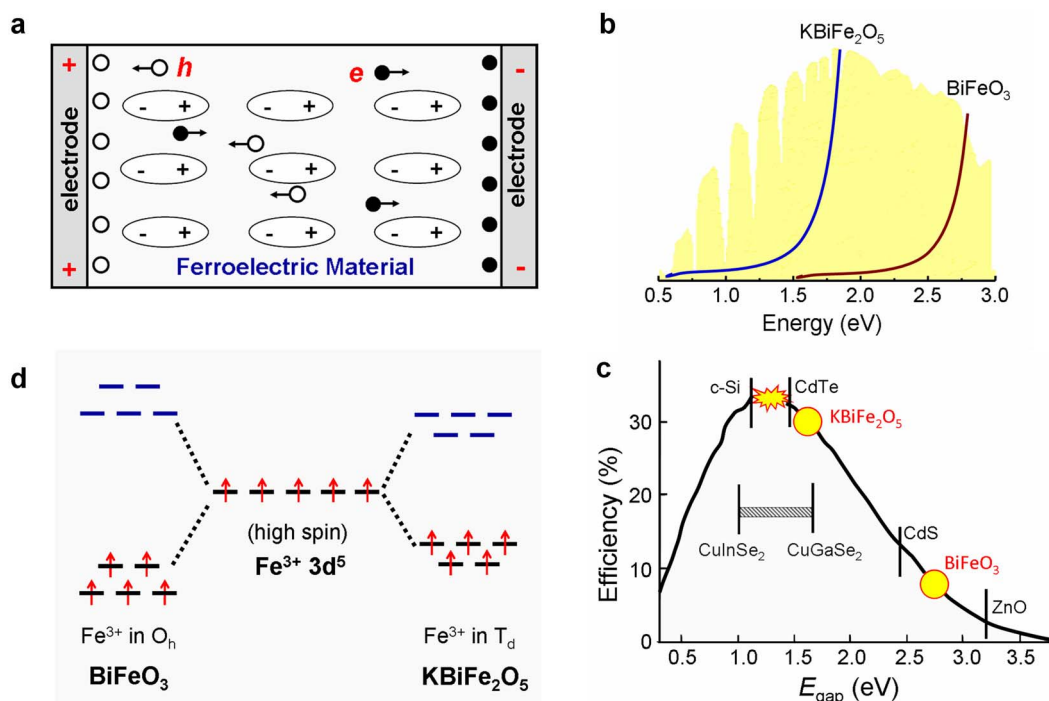 a
+ h e -
- + - + - +
electrode
- + - + - +
electrode
- + - + - +
+ Ferroelectric Material -
b
KBiFe₂O₅
BiFeO₃
0.5 1.0 1.5 2.0 2.5 3.0
Energy (eV)
d
(high spin)
Fe³⁺ 3d⁵
Fe³⁺ in Oₕ
BiFeO₃
Fe³⁺ in T_d
KBiFe₂O₅
c
c-Si
CdTe
KBiFe₂O₅
CuInSe₂
CuGaSe₂
CdS
BiFeO₃
ZnO
Efficiency (%)
30
20
10
0
0.5 1.0 1.5 2.0 2.5 3.0 3.5
E_gap (eV)